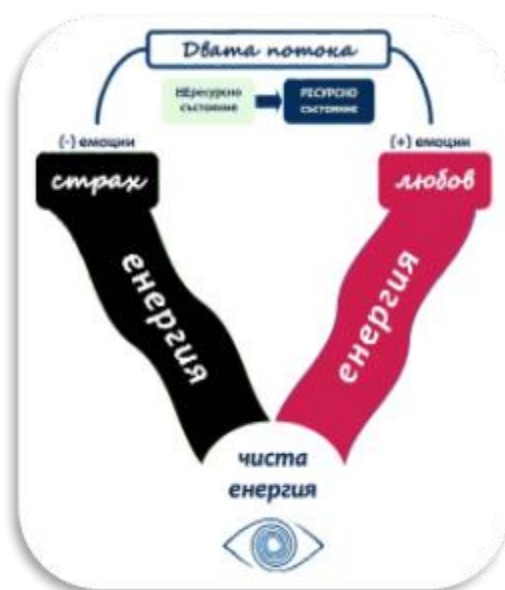 Двата потока
НЕресурсно
състояние
РЕСУРСНО
състояние
(-) емоции
(+) емоции
страх
любов
енергия
енергия
чиста
енергия